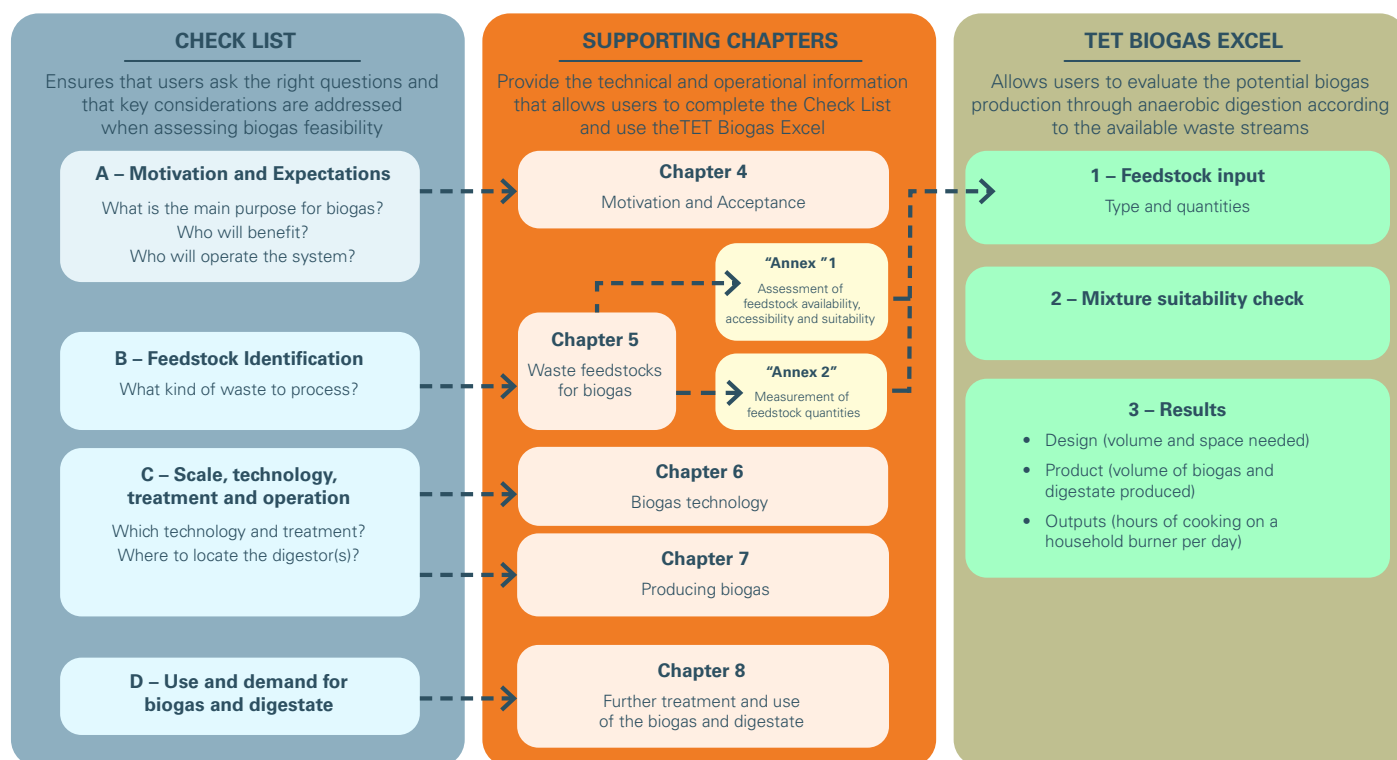 CHECK LIST
Ensures that users ask the right questions and
that key considerations are addressed
when assessing biogas feasibility
A – Motivation and Expectations
What is the main purpose for biogas?
Who will benefit?
Who will operate the system?
B – Feedstock Identification
What kind of waste to process?
C – Scale, technology,
treatment and operation
Which technology and treatment?
Where to locate the digestor(s)?
D – Use and demand for
biogas and digestate
SUPPORTING CHAPTERS
Provide the technical and operational information
that allows users to complete the Check List
and use theTET Biogas Excel
Chapter 4
Motivation and Acceptance
Chapter 5
Waste feedstocks
for biogas
“Annex ”1
Assessment of
feedstock availability,
accessibility and suitability
“Annex 2”
Measurement of
feedstock quantities
Chapter 6
Biogas technology
Chapter 7
Producing biogas
Chapter 8
Further treatment and use
of the biogas and digestate
TET BIOGAS EXCEL
Allows users to evaluate the potential biogas
production through anaerobic digestion according
to the available waste streams
1 – Feedstock input
Type and quantities
2 – Mixture suitability check
3 – Results
• Design (volume and space needed)
• Product (volume of biogas and
digestate produced)
• Outputs (hours of cooking on a
household burner per day)